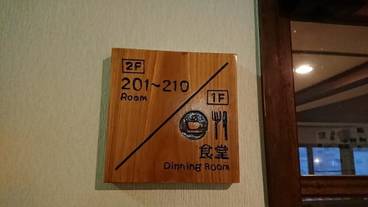 2F
201~210
Room
1F
食堂
Dinning Room